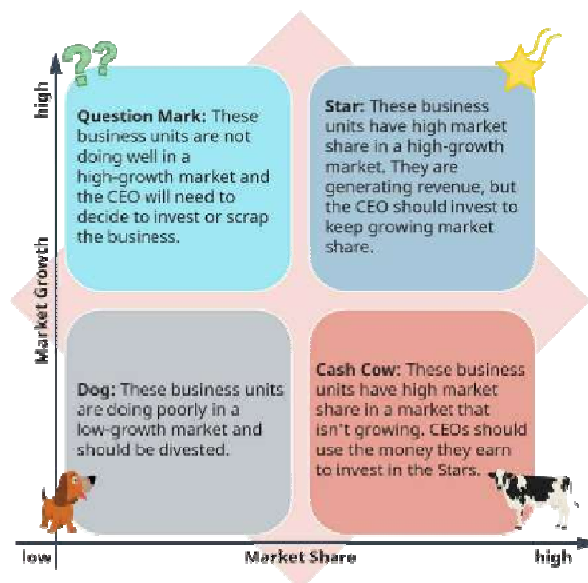 ??
high
Market Growth
Question Mark: These
business units are not
doing well in a
high-growth market and
the CEO will need to
decide to invest or scrap
the business.
Star: These business
units have high market
share in a high-growth
market. They are
generating revenue, but
the CEO should invest to
keep growing market
share.
Dog: These business units
are doing poorly in a
low-growth market and
should be divested.
Cash Cow: These business
units have high market
share in a market that
isn't growing. CEOs should
use the money they earn
to invest in the Stars.
low
Market Share
high